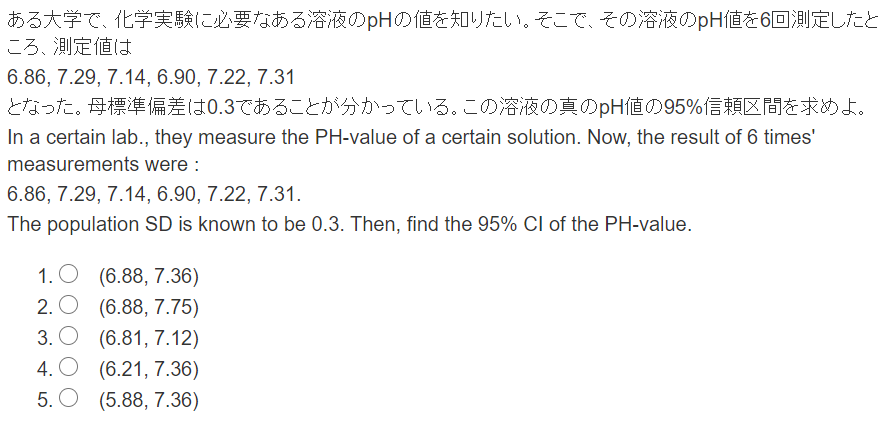 ある大学で、化学実験に必要なある溶液のpHの値を知りたい。そこで、その溶液のpH値を6回測定したと
ころ、測定値は
6.86, 7.29, 7.14, 6.90, 7.22, 7.31
となった。母標準偏差は0.3であることが分かっている。この溶液の真のpH値の95%信頼区間を求めよ。
In a certain lab., they measure the PH-value of a certain solution. Now, the result of 6 times'
measurements were :
6.86, 7.29, 7.14, 6.90, 7.22, 7.31.
The population SD is known to be 0.3. Then, find the 95% CI of the PH-value.
1. (6.88, 7.36)
2. (6.88, 7.75)
3. (6.81, 7.12)
4. (6.21, 7.36)
5. (5.88, 7.36)